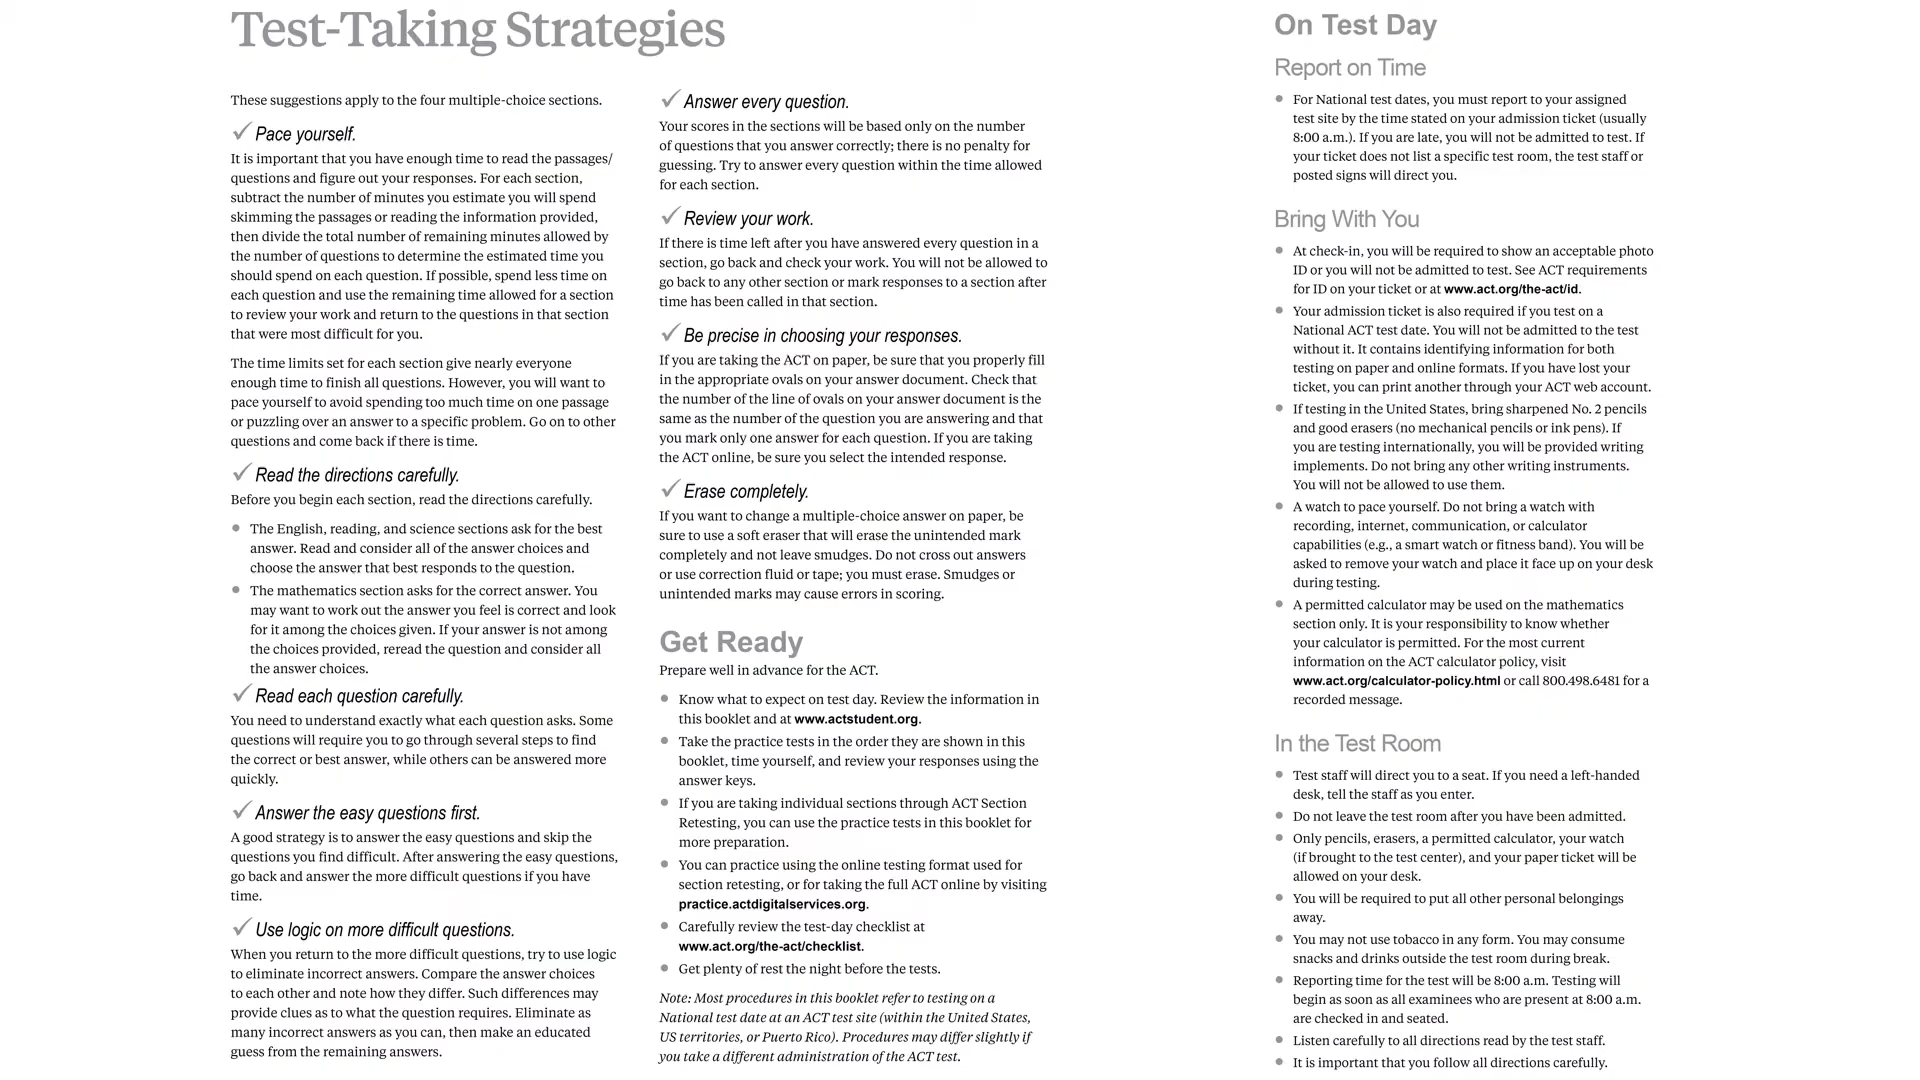 Test-Taking Strategies
These suggestions apply to the four multiple-choice sections.
✓ Pace yourself.
It is important that you have enough time to read the passages/
questions and figure out your responses. For each section,
subtract the number of minutes you estimate you will spend
skimming the passages or reading the information provided,
then divide the total number of remaining minutes allowed by
the number of questions to determine the estimated time you
should spend on each question. If possible, spend less time on
each question and use the remaining time allowed for a section
to review your work and return to the questions in that section
that were most difficult for you.
The time limits set for each section give nearly everyone
enough time to finish all questions. However, you will want to
pace yourself to avoid spending too much time on one passage
or puzzling over an answer to a specific problem. Go on to other
questions and come back if there is time.
✓ Read the directions carefully.
Before you begin each section, read the directions carefully.
• The English, reading, and science sections ask for the best
answer. Read and consider all of the answer choices and
choose the answer that best responds to the question.
• The mathematics section asks for the correct answer. You
may want to work out the answer you feel is correct and look
for it among the choices given. If your answer is not among
the choices provided, reread the question and consider all
the answer choices.
✓ Read each question carefully.
You need to understand exactly what each question asks. Some
questions will require you to go through several steps to find
the correct or best answer, while others can be answered more
quickly.
✓ Answer the easy questions first.
A good strategy is to answer the easy questions and skip the
questions you find difficult. After answering the easy questions,
go back and answer the more difficult questions if you have
time.
✓ Use logic on more difficult questions.
When you return to the more difficult questions, try to use logic
to eliminate incorrect answers. Compare the answer choices
to each other and note how they differ. Such differences may
provide clues as to what the question requires. Eliminate as
many incorrect answers as you can, then make an educated
guess from the remaining answers.
✓ Answer every question.
Your scores in the sections will be based only on the number
of questions that you answer correctly; there is no penalty for
guessing. Try to answer every question within the time allowed
for each section.
✓ Review your work.
If there is time left after you have answered every question in a
section, go back and check your work. You will not be allowed to
go back to any other section or mark responses to a section after
time has been called in that section.
✓ Be precise in choosing your responses.
If you are taking the ACT on paper, be sure that you properly fill
in the appropriate ovals on your answer document. Check that
the number of the line of ovals on your answer document is the
same as the number of the question you are answering and that
you mark only one answer for each question. If you are taking
the ACT online, be sure you select the intended response.
✓ Erase completely.
If you want to change a multiple-choice answer on paper, be
sure to use a soft eraser that will erase the unintended mark
completely and not leave smudges. Do not cross out answers
or use correction fluid or tape; you must erase. Smudges or
unintended marks may cause errors in scoring.
Get Ready
Prepare well in advance for the ACT.
• Know what to expect on test day. Review the information in
this booklet and at www.actstudent.org.
• Take the practice tests in the order they are shown in this
booklet, time yourself, and review your responses using the
answer keys.
• If you are taking individual sections through ACT Section
Retesting, you can use the practice tests in this booklet for
more preparation.
• You can practice using the online testing format used for
section retesting, or for taking the full ACT online by visiting
practice.actdigitalservices.org.
• Carefully review the test-day checklist at
www.act.org/the-act/checklist.
• Get plenty of rest the night before the tests.
Note: Most procedures in this booklet refer to testing on a
National test date at an ACT test site (within the United States,
US territories, or Puerto Rico). Procedures may differ slightly if
you take a different administration of the ACT test.
On Test Day
Report on Time
• For National test dates, you must report to your assigned
test site by the time stated on your admission ticket (usually
8:00 a.m.). If you are late, you will not be admitted to test. If
your ticket does not list a specific test room, the test staff or
posted signs will direct you.
Bring With You
• At check-in, you will be required to show an acceptable photo
ID or you will not be admitted to test. See ACT requirements
for ID on your ticket or at www.act.org/the-act/id.
• Your admission ticket is also required if you test on a
National ACT test date. You will not be admitted to the test
without it. It contains identifying information for both
testing on paper and online formats. If you have lost your
ticket, you can print another through your ACT web account.
• If testing in the United States, bring sharpened No. 2 pencils
and good erasers (no mechanical pencils or ink pens). If
you are testing internationally, you will be provided writing
implements. Do not bring any other writing instruments.
You will not be allowed to use them.
• A watch to pace yourself. Do not bring a watch with
recording, internet, communication, or calculator
capabilities (e.g., a smart watch or fitness band). You will be
asked to remove your watch and place it face up on your desk
during testing.
• A permitted calculator may be used on the mathematics
section only. It is your responsibility to know whether
your calculator is permitted. For the most current
information on the ACT calculator policy, visit
www.act.org/calculator-policy.html or call 800.498.6481 for a
recorded message.
In the Test Room
• Test staff will direct you to a seat. If you need a left-handed
desk, tell the staff as you enter.
• Do not leave the test room after you have been admitted.
• Only pencils, erasers, a permitted calculator, your watch
(if brought to the test center), and your paper ticket will be
allowed on your desk.
• You will be required to put all other personal belongings
away.
• You may not use tobacco in any form. You may consume
snacks and drinks outside the test room during break.
• Reporting time for the test will be 8:00 a.m. Testing will
begin as soon as all examinees who are present at 8:00 a.m.
are checked in and seated.
• Listen carefully to all directions read by the test staff.
• It is important that you follow all directions carefully.